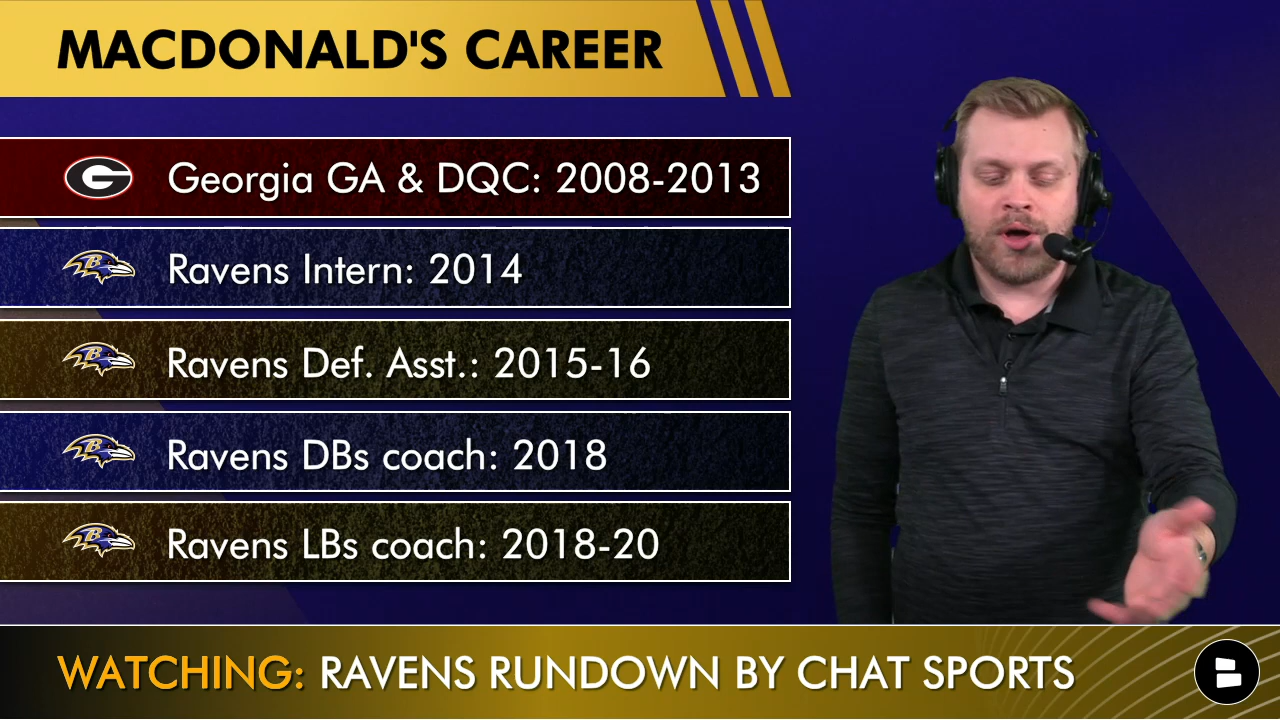 MACDONALD'S CAREER
Georgia GA & DQC: 2008-2013
Ravens Intern: 2014
Ravens Def. Asst.: 2015-16
Ravens DBs coach: 2018
Ravens LBs coach: 2018-20
WATCHING: RAVENS RUNDOWN BY CHAT SPORTS